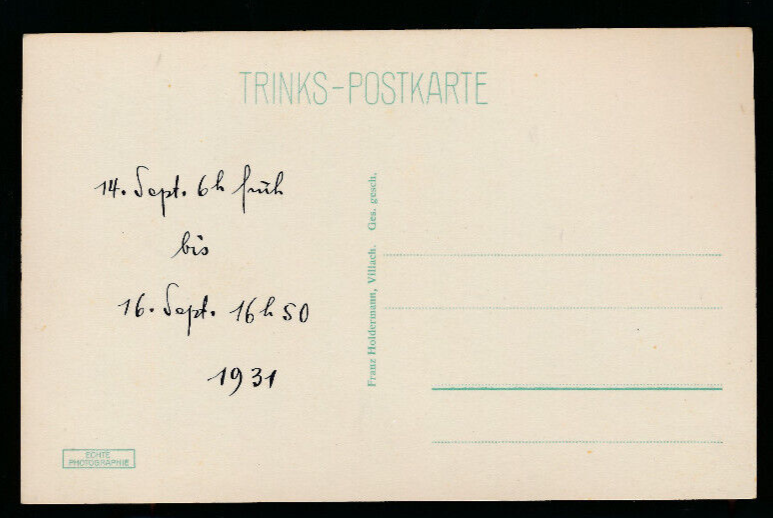 TRINKS-POSTKARTE
14. Sept. 6h früh
bis
16. Sept. 16h50
1931
Franz Holdermann, Villach. Ges. gesch.
ECHTE
PHOTOGRAPHIE